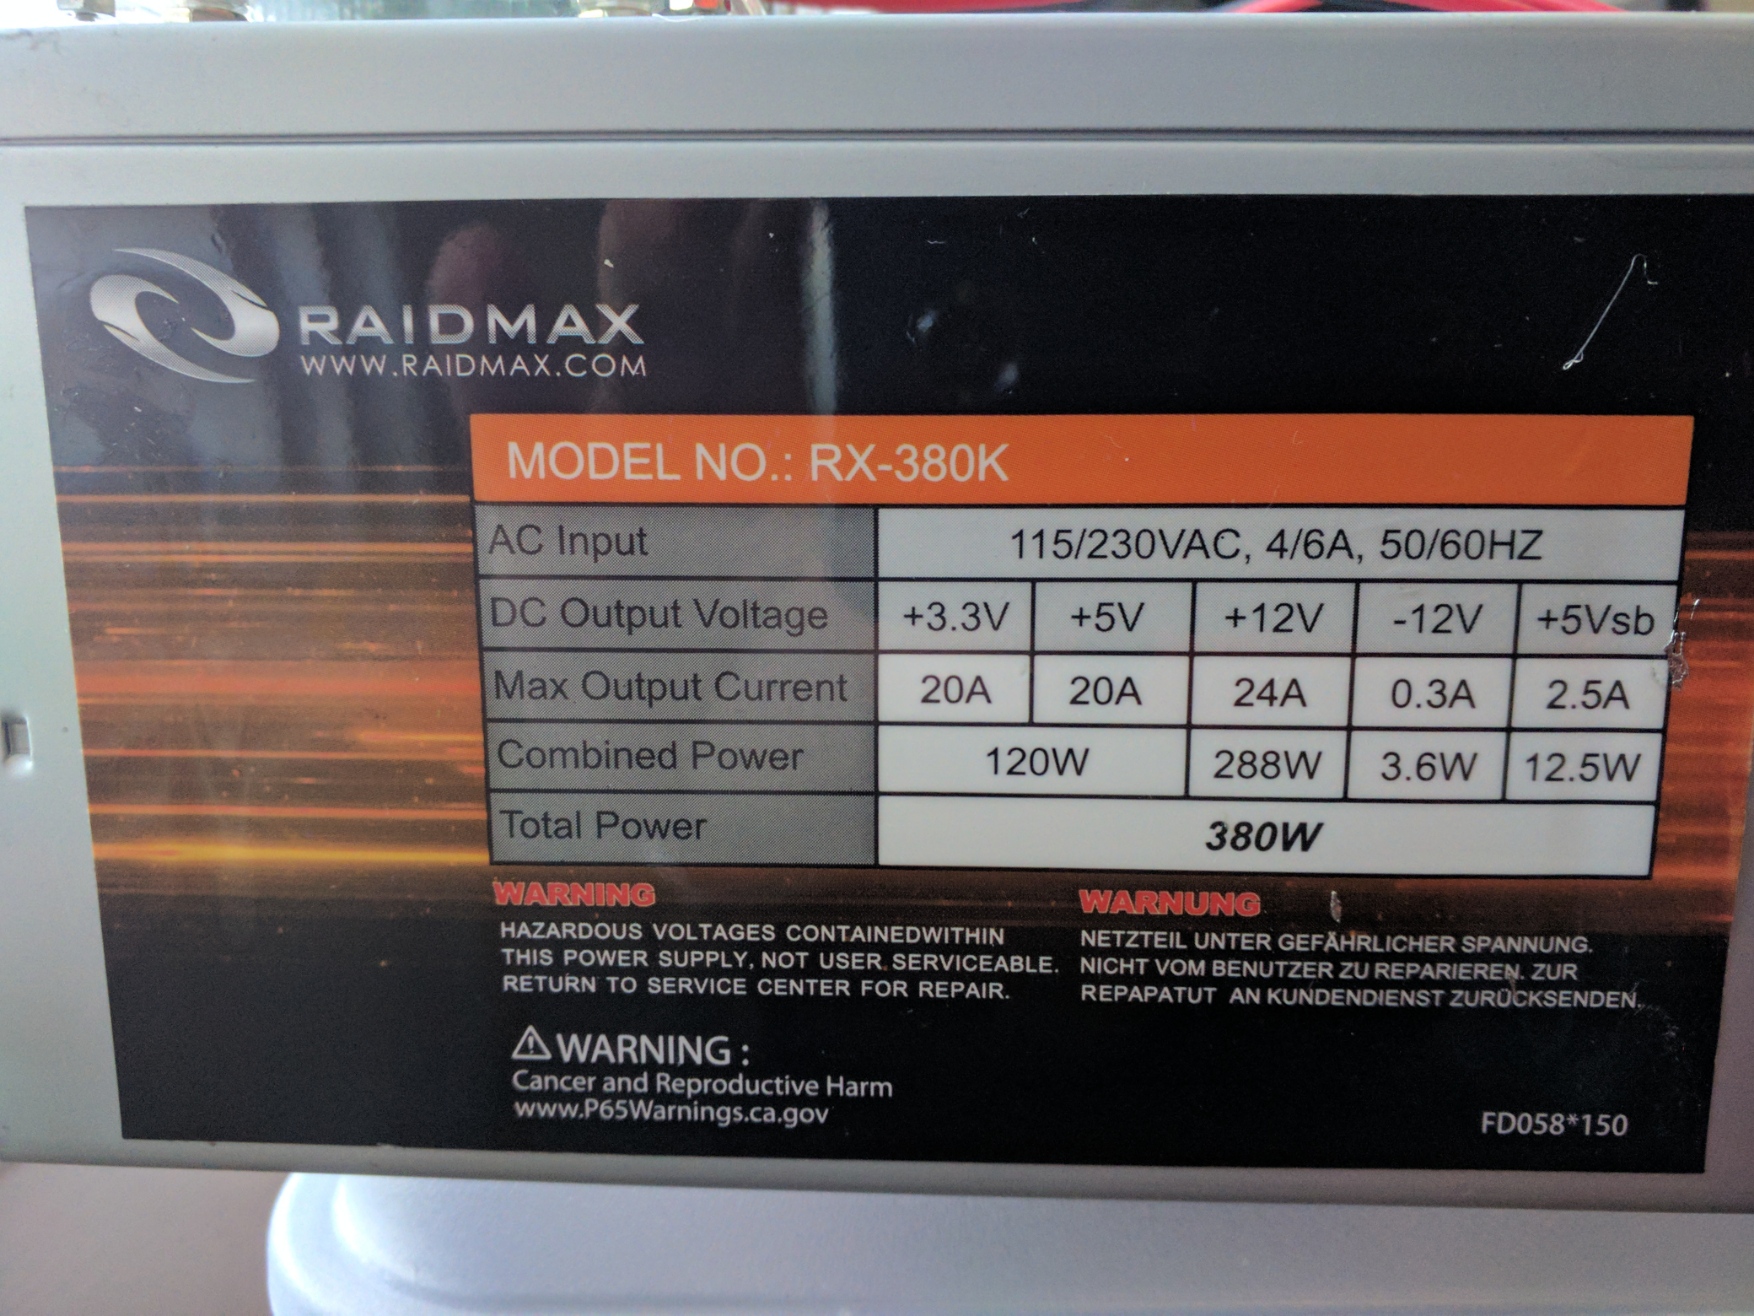 RAIDMAX
WWW.RAIDMAX.COM
MODEL NO.: RX-380K
AC Input 115/230VAC, 4/6A, 50/60HZ
DC Output Voltage +3.3V +5V +12V -12V +5Vsb
Max Output Current 20A 20A 24A 0.3A 2.5A
Combined Power 120W 288W 3.6W 12.5W
Total Power 380W
WARNING
HAZARDOUS VOLTAGES CONTAINEDWITHIN
THIS POWER SUPPLY, NOT USER SERVICEABLE.
RETURN TO SERVICE CENTER FOR REPAIR.
WARNUNG
NETZTEIL UNTER GEFÄHRLICHER SPANNUNG.
NICHT VOM BENUTZER ZU REPARIEREN. ZUR
REPAPATUT AN KUNDENDIENST ZURÜCKSENDEN.
⚠WARNING :
Cancer and Reproductive Harm
www.P65Warnings.ca.gov
FD058*150